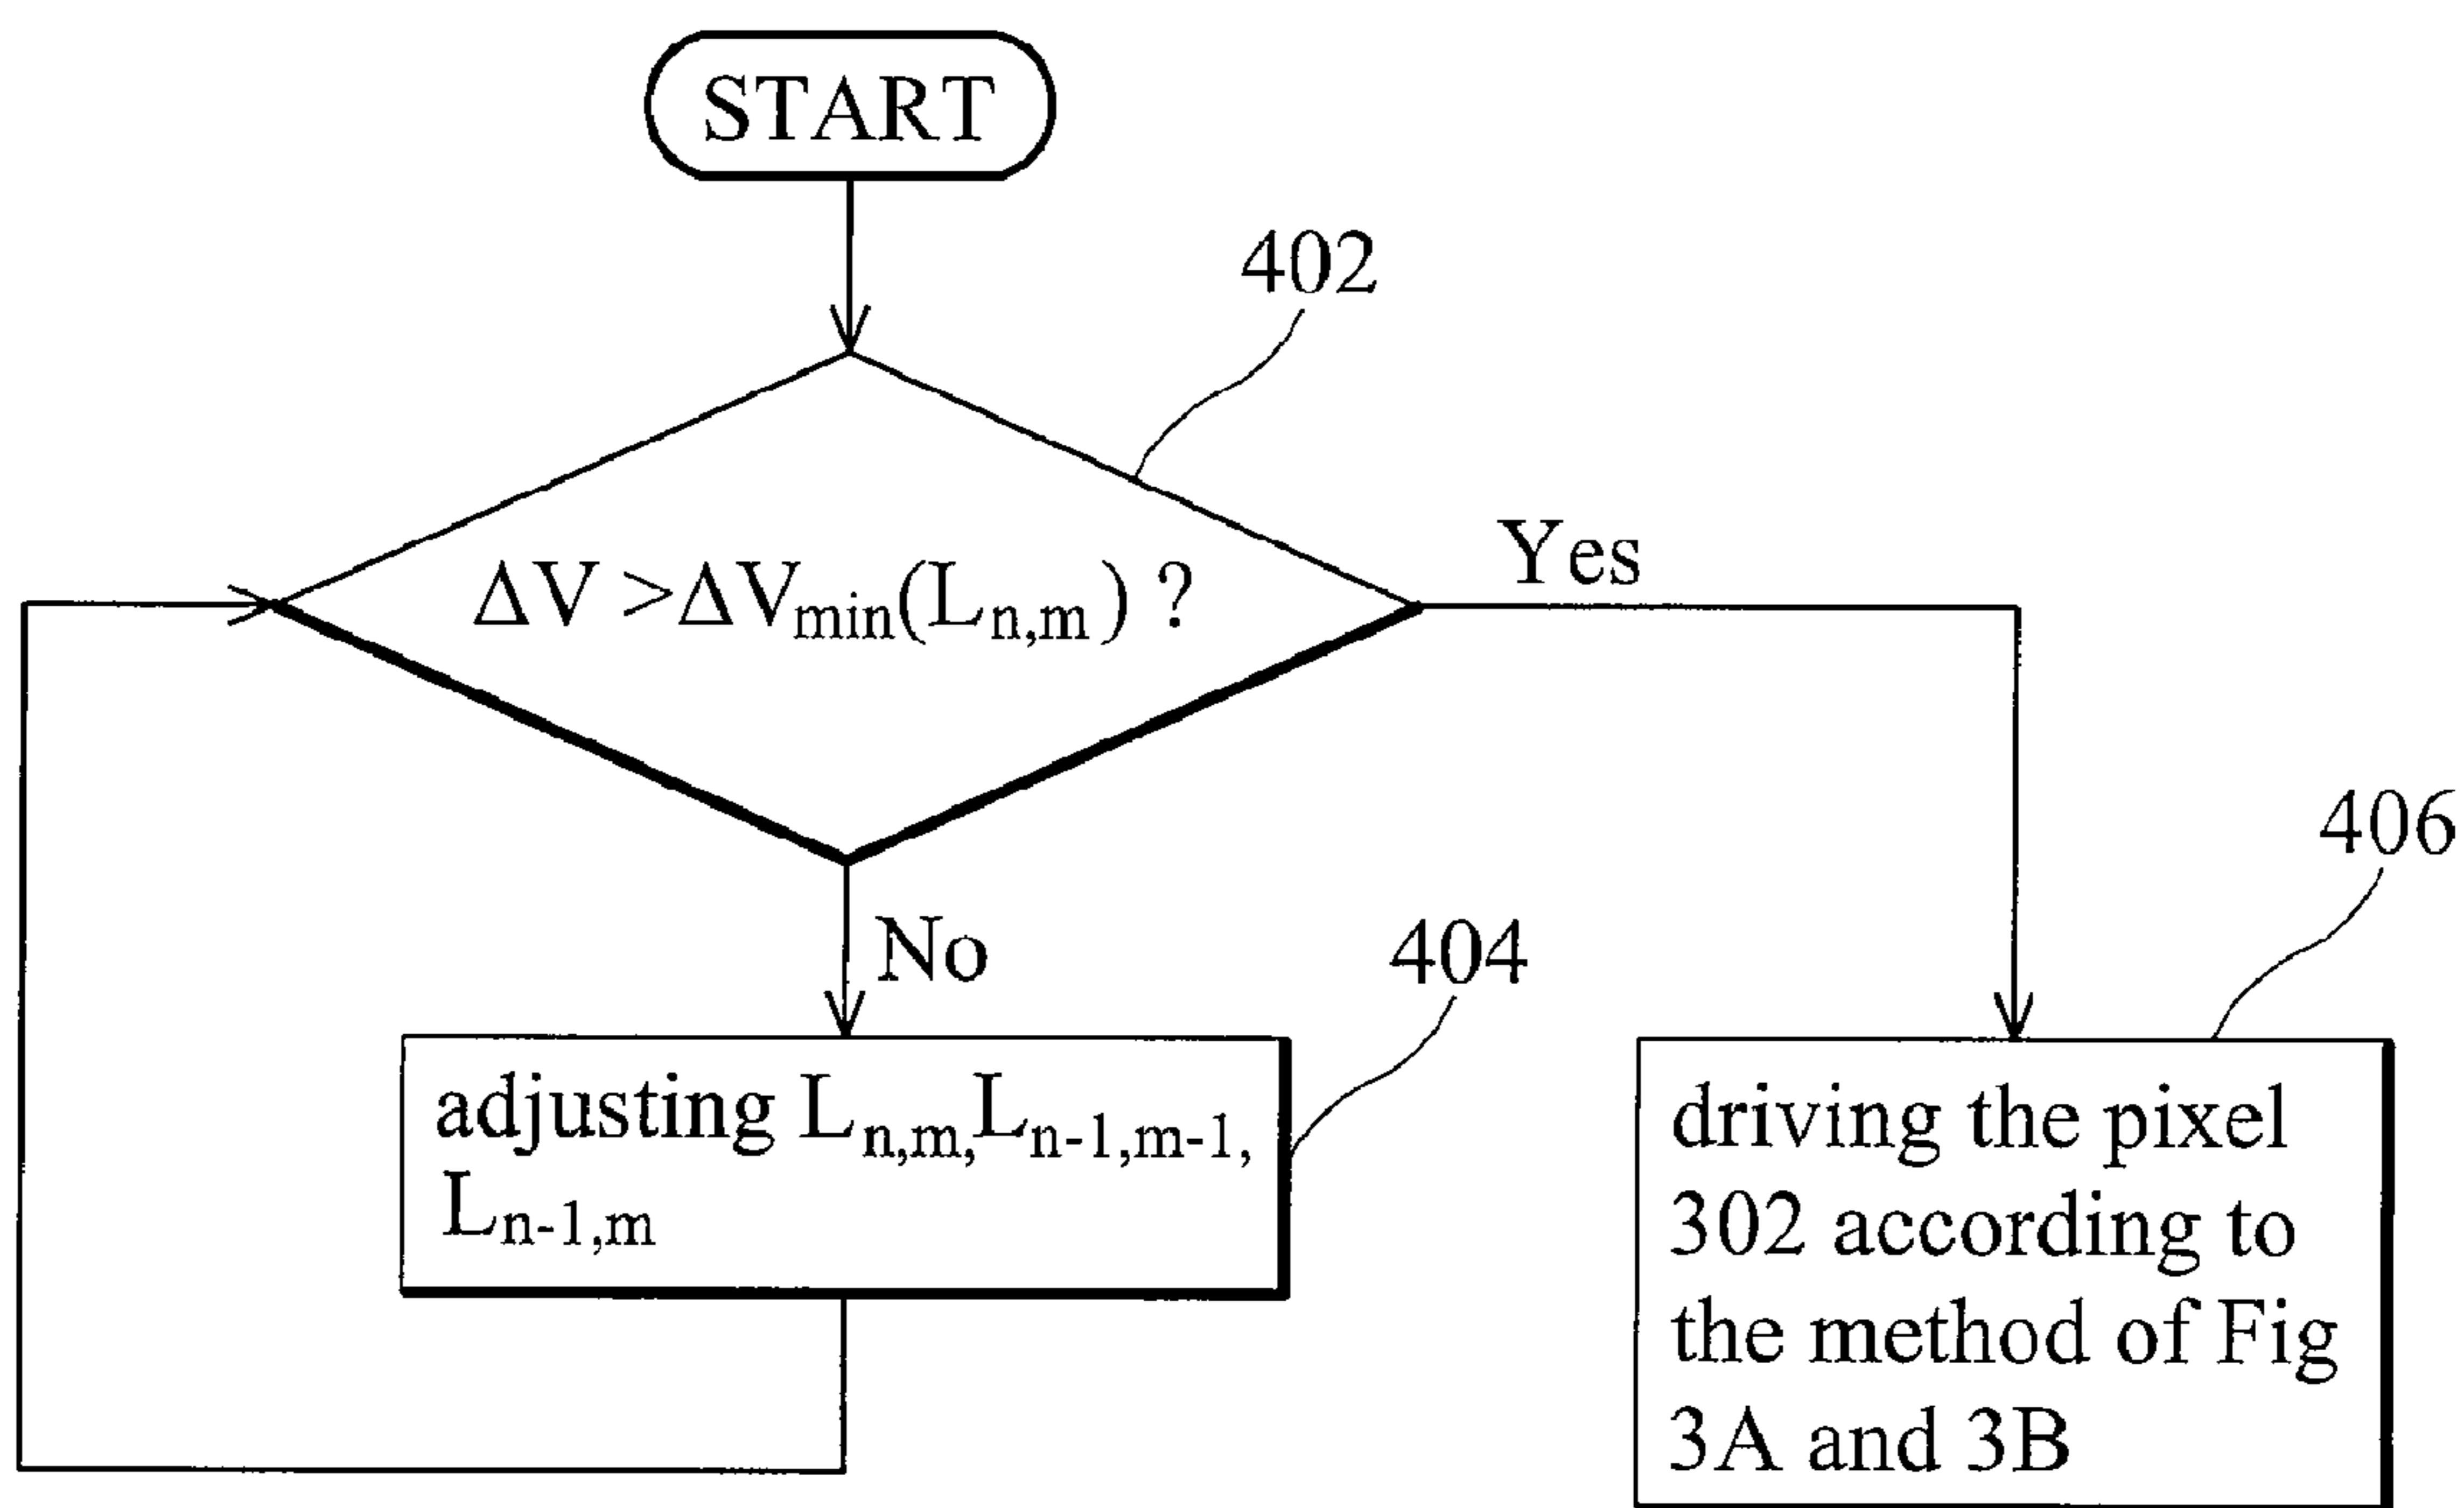 START
402
ΔV >ΔVmin(Ln,m) ?
Yes
No
404
406
adjusting Ln,m,Ln-1,m-1,
Ln-1,m
driving the pixel
302 according to
the method of Fig
3A and 3B